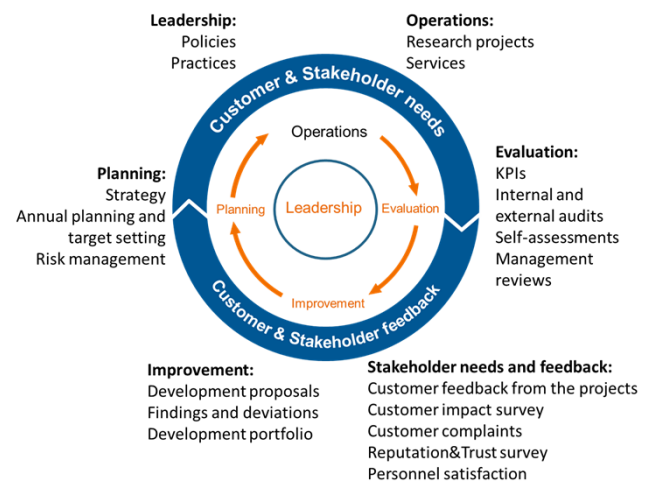 Leadership:
Policies
Practices
Operations:
Research projects
Services
Customer & Stakeholder needs
Operations
Planning:
Strategy
Annual planning and
target setting
Risk management
Planning
Leadership
Evaluation
Evaluation:
KPIs
Internal and
external audits
Self-assessments
Management
reviews
Improvement
Customer & Stakeholder feedback
Improvement:
Development proposals
Findings and deviations
Development portfolio
Stakeholder needs and feedback:
Customer feedback from the projects
Customer impact survey
Customer complaints
Reputation&Trust survey
Personnel satisfaction